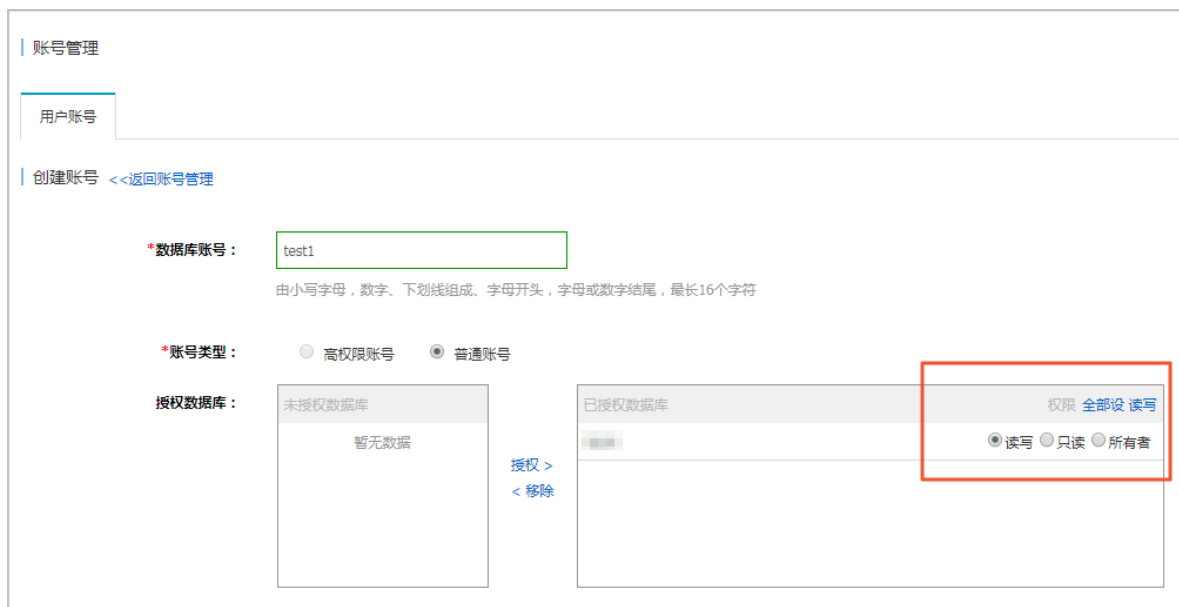 账号管理
用户账号
创建账号 <<返回账号管理
*数据库账号： test1
由小写字母，数字、下划线组成、字母开头，字母或数字结尾，最长16个字符
*账号类型： 高权限账号 普通账号
授权数据库： 未授权数据库 已授权数据库 权限 全部设 读写
暂无数据 读写 只读 所有者
授权 >
< 移除